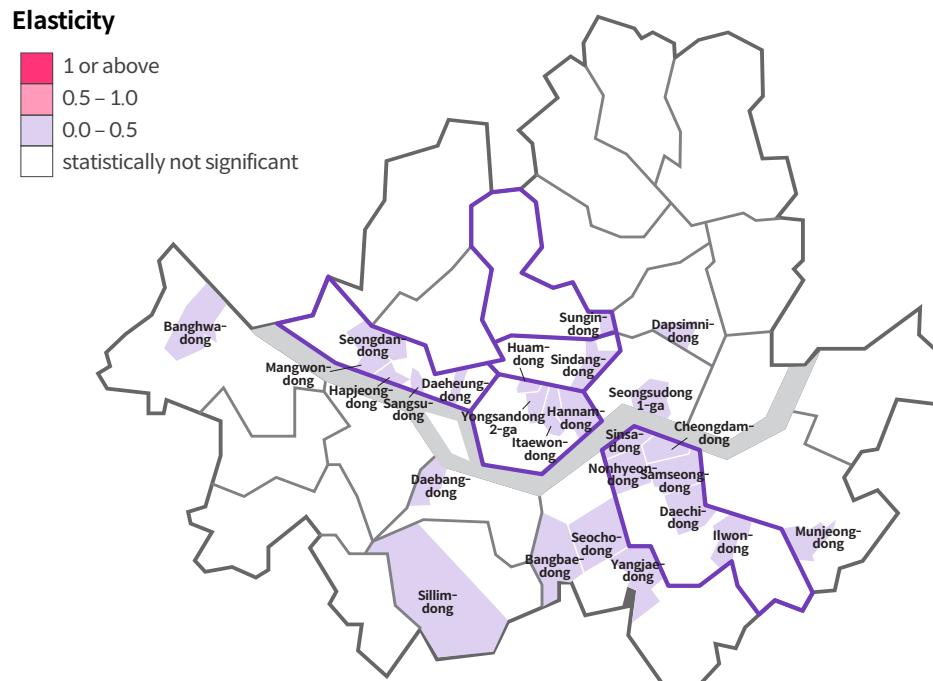 Elasticity
1 or above
0.5 – 1.0
0.0 – 0.5
statistically not significant
Banghwa-
dong
Seongdan-
dong
Mangwon-
dong
Hapjeong-
dong
Sangsu-
dong
Daeheung-
dong
Sungin-
dong
Dapsimni-
dong
Huam-
dong
Sindang-
dong
Yongsandong
2-ga
Hannam-
dong
Itaewon-
dong
Seongsudong
1-ga
Cheongdam-
dong
Sinsa-
dong
Nonhyeon-
dong
Samseong-
dong
Daechi-
dong
Daebang-
dong
Seocho-
dong
Bangbae-
dong
Yangjae-
dong
Ilwon-
dong
Munjeong-
dong
Sillim-
dong